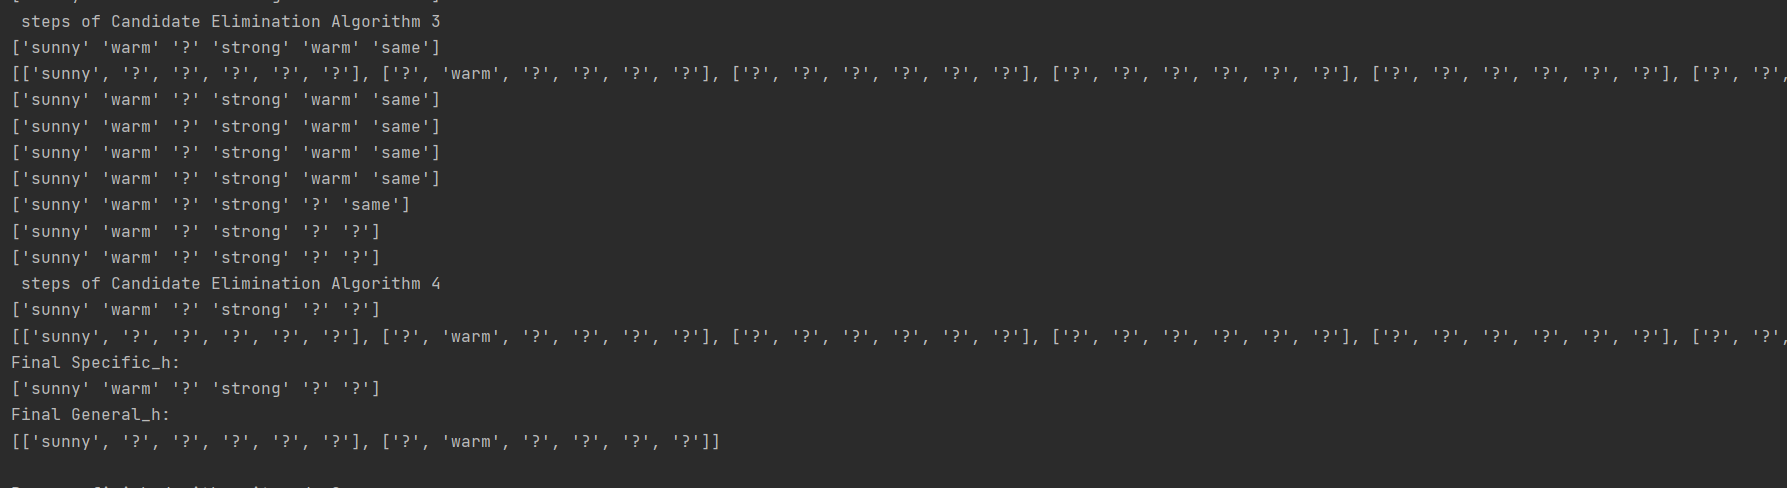 steps of Candidate Elimination Algorithm 3
['sunny' 'warm' '?' 'strong' 'warm' 'same']
[['sunny', '?', '?', '?', '?', '?'], ['?', 'warm', '?', '?', '?', '?'], ['?', '?', '?', '?', '?', '?'], ['?', '?', '?', '?', '?', '?'], ['?', '?', '?', '?', '?', '?'], ['?', '?',
['sunny' 'warm' '?' 'strong' 'warm' 'same']
['sunny' 'warm' '?' 'strong' 'warm' 'same']
['sunny' 'warm' '?' 'strong' 'warm' 'same']
['sunny' 'warm' '?' 'strong' 'warm' 'same']
['sunny' 'warm' '?' 'strong' '?' 'same']
['sunny' 'warm' '?' 'strong' '?' '?']
['sunny' 'warm' '?' 'strong' '?' '?']
steps of Candidate Elimination Algorithm 4
['sunny' 'warm' '?' 'strong' '?' '?']
[['sunny', '?', '?', '?', '?', '?'], ['?', 'warm', '?', '?', '?', '?'], ['?', '?', '?', '?', '?', '?'], ['?', '?', '?', '?', '?', '?'], ['?', '?', '?', '?', '?', '?'], ['?', '?',
Final Specific_h:
['sunny' 'warm' '?' 'strong' '?' '?']
Final General_h:
[['sunny', '?', '?', '?', '?', '?'], ['?', 'warm', '?', '?', '?', '?']]